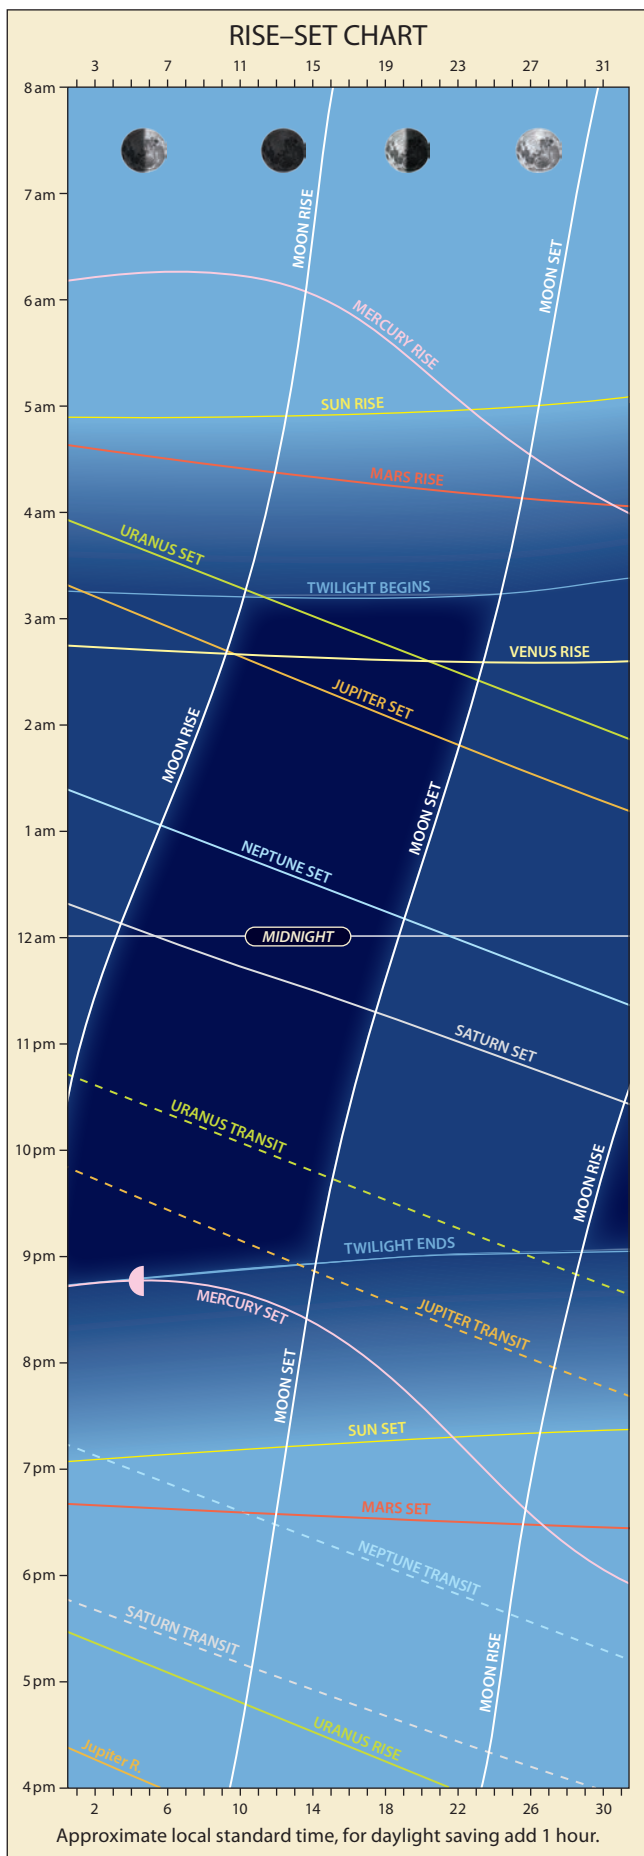 RISE–SET CHART
3 7 11 15 19 23 27 31
8 am
7 am
MOON RISE
MOON SET
6 am
MERCURY RISE
SUN RISE
5 am
MARS RISE
4 am
URANUS SET
TWILIGHT BEGINS
3 am
VENUS RISE
JUPITER SET
MOON RISE
2 am
MOON SET
1 am
NEPTUNE SET
12 am
MIDNIGHT
11 pm
SATURN SET
URANUS TRANSIT
10 pm
MOON RISE
TWILIGHT ENDS
9 pm
MERCURY SET
JUPITER TRANSIT
8 pm
MOON SET
SUN SET
7 pm
MARS SET
NEPTUNE TRANSIT
6 pm
SATURN TRANSIT
MOON RISE
5 pm
URANUS RISE
Jupiter R.
4 pm
2 6 10 14 18 22 26 30
Approximate local standard time, for daylight saving add 1 hour.